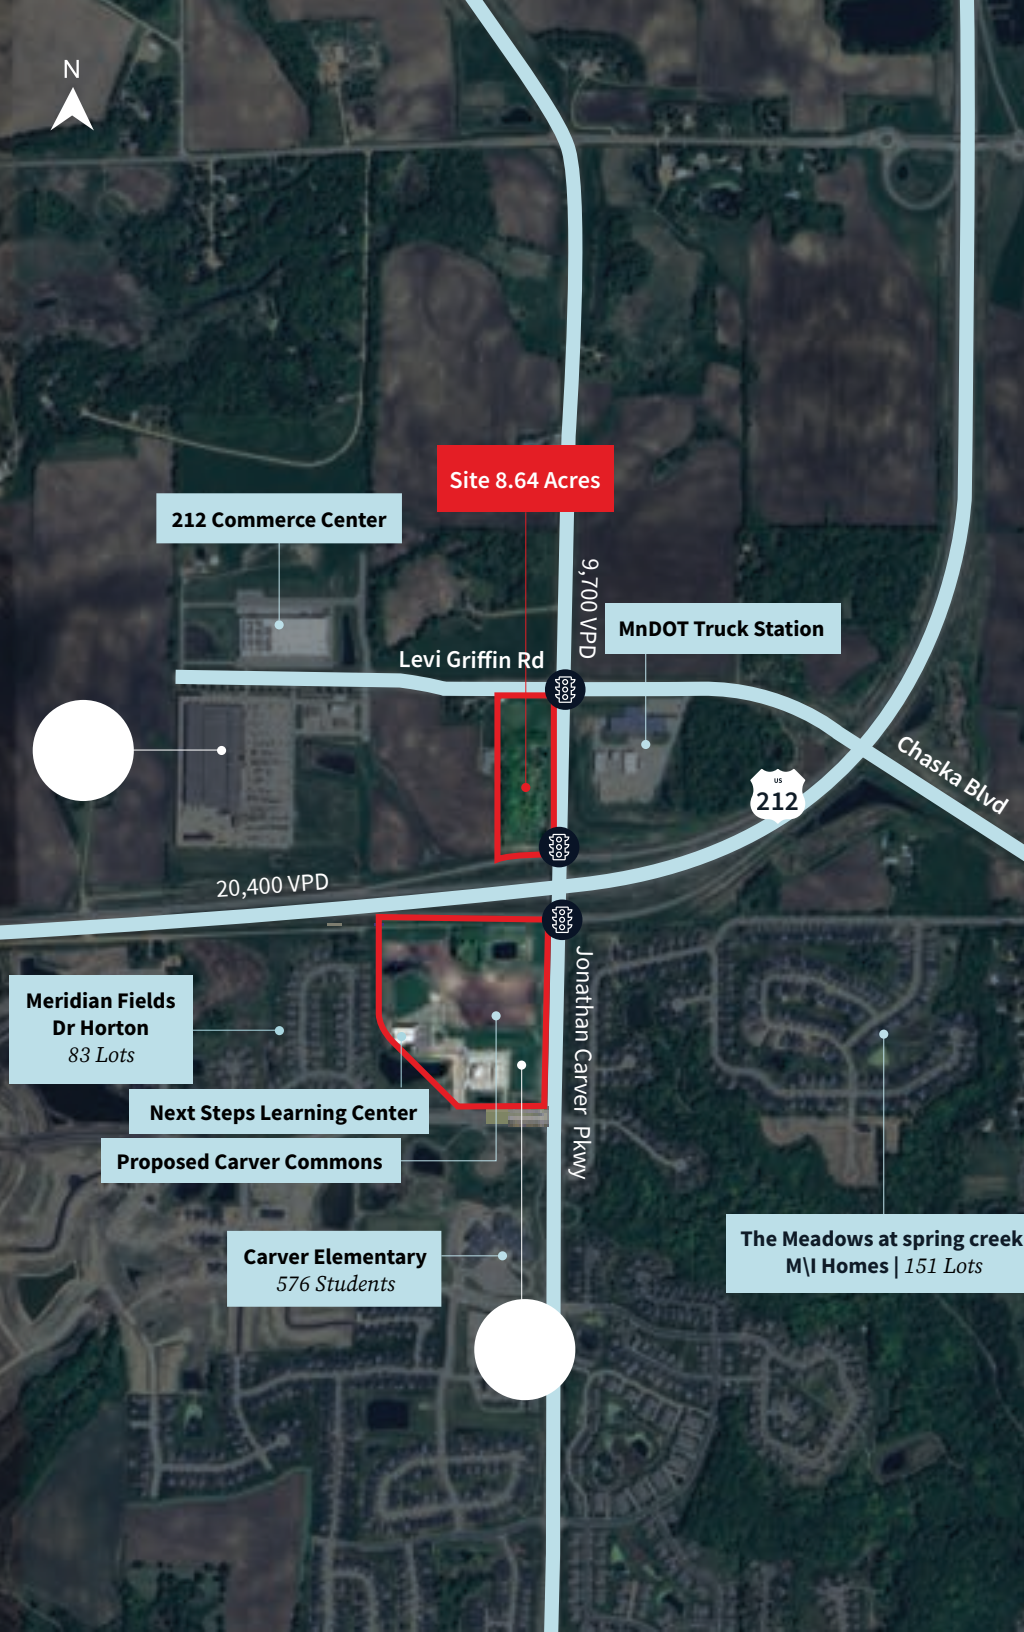 N
Site 8.64 Acres
212 Commerce Center
9,700 VPD
MnDOT Truck Station
Levi Griffin Rd
Chaska Blvd
US
212
20,400 VPD
Jonathan Carver Pkwy
Meridian Fields
Dr Horton
83 Lots
Next Steps Learning Center
Proposed Carver Commons
Carver Elementary
576 Students
The Meadows at spring creek
M\I Homes | 151 Lots